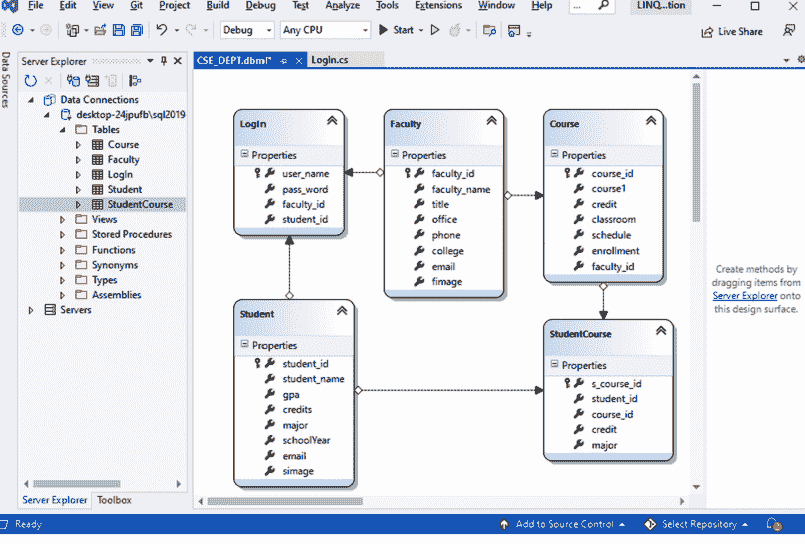 File Edit View Git Project Build Debug Test Analyze Tools Extensions Window Help ... LINQ...tion
Debug Any CPU Start Live Share
Data Sources
Server Explorer
Data Connections
desktop-24jpufb\sql2019
Tables
Course
Faculty
LogIn
Student
StudentCourse
Views
Stored Procedures
Functions
Synonyms
Types
Assemblies
Servers
Server Explorer Toolbox
CSE_DEPT.dbml* LogIn.cs
LogIn
Properties
user_name
pass_word
faculty_id
student_id
Faculty
Properties
faculty_id
faculty_name
title
office
phone
college
email
fimage
Course
Properties
course_id
course1
credit
classroom
schedule
enrollment
faculty_id
Student
Properties
student_id
student_name
gpa
credits
major
schoolYear
email
simage
StudentCourse
Properties
s_course_id
student_id
course_id
credit
major
Create methods by
dragging items from
Server Explorer onto
this design surface.
Ready Add to Source Control Select Repository